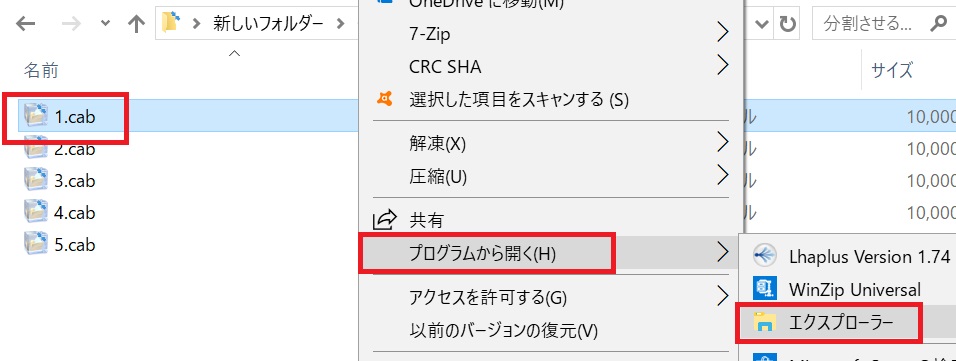 新しいフォルダー
分割させる...
名前
サイズ
1.cab
10,000
2.cab
10,000
3.cab
10,000
4.cab
10,000
5.cab
10,000
OneDrive に移動(M)
7-Zip
CRC SHA
選択した項目をスキャンする (S)
解凍(X)
圧縮(U)
共有
プログラムから開く(H)
アクセスを許可する(G)
以前のバージョンの復元(V)
Lhaplus Version 1.74
WinZip Universal
エクスプローラー